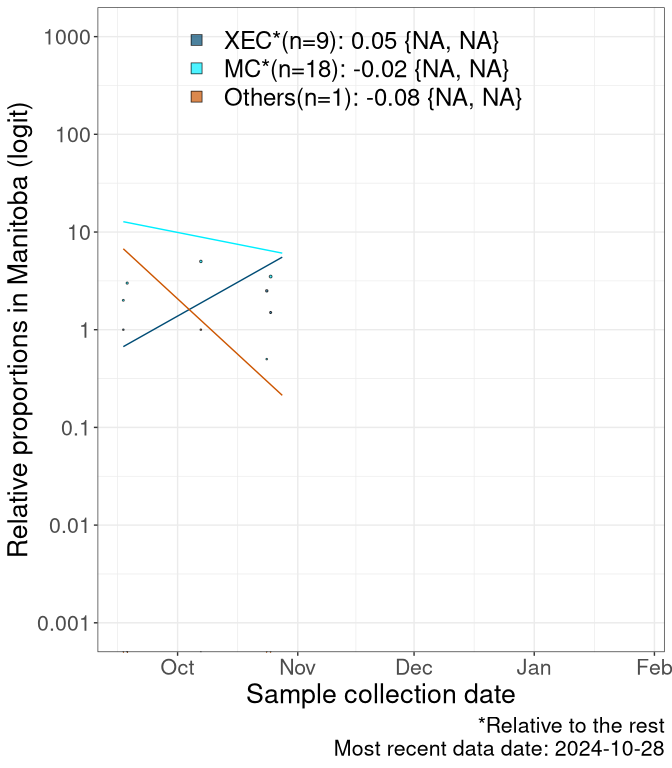 XEC*(n=9): 0.05 {NA, NA}
MC*(n=18): -0.02 {NA, NA}
Others(n=1): -0.08 {NA, NA}
Relative proportions in Manitoba (logit)
1000
100
10
1
0.1
0.01
0.001
Oct Nov Dec Jan Feb
Sample collection date
*Relative to the rest
Most recent data date: 2024-10-28